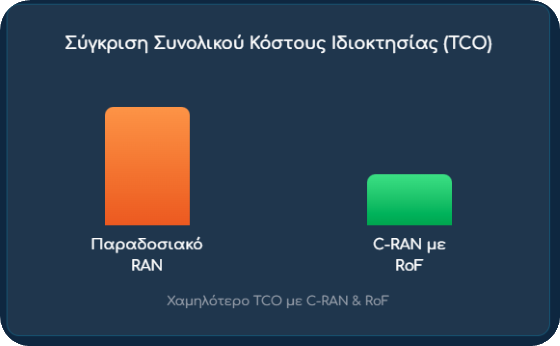 Σύγκριση Συνολικού Κόστους Ιδιοκτησίας (TCO)
Παραδοσιακό
RAN
C-RAN με
RoF
Χαμηλότερο TCO με C-RAN & RoF